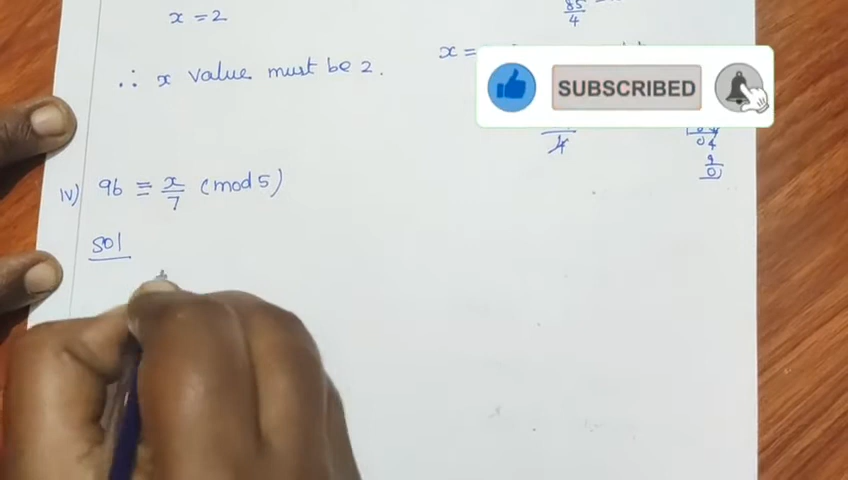 x = 2
85
4
∴ x value must be 2.
x =
SUBSCRIBED
4
04
9
0
iv) 96 ≡ x/7 (mod 5)
Sol